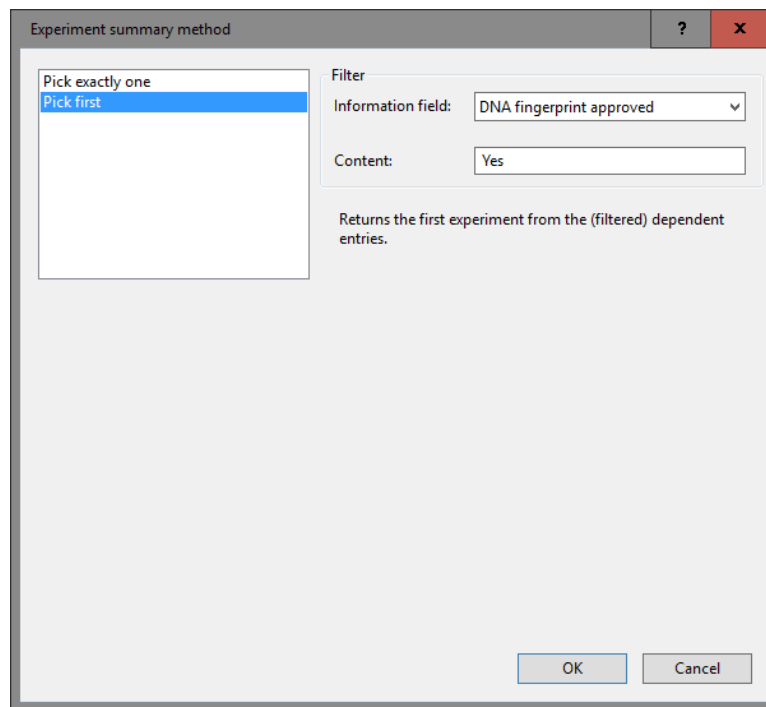 Experiment summary method
?
x
Pick exactly one
Pick first
Filter
Information field:
DNA fingerprint approved
Content:
Yes
Returns the first experiment from the (filtered) dependent
entries.
OK
Cancel